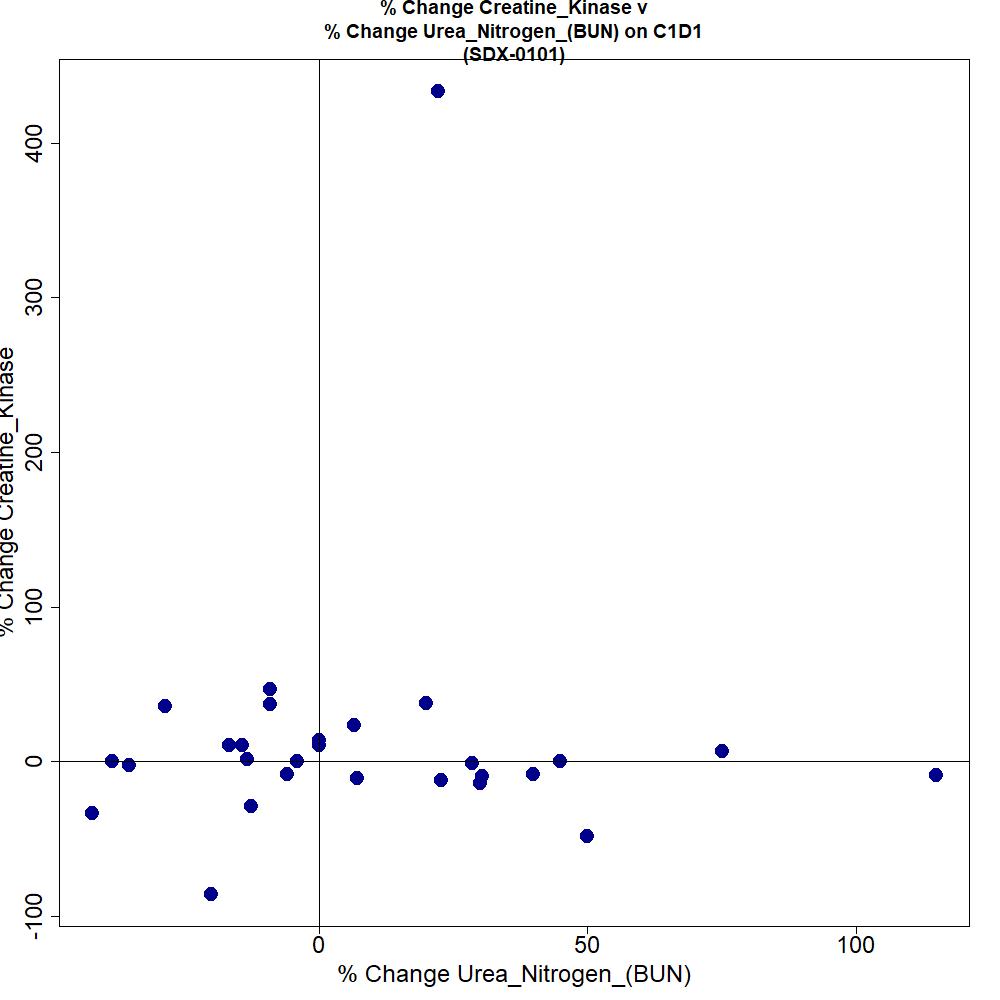 % Change Creatine_Kinase v
% Change Urea_Nitrogen_(BUN) on C1D1
(SDX-0101)
% Change Creatine_Kinase
400
300
200
100
0
-100
0
50
100
% Change Urea_Nitrogen_(BUN)